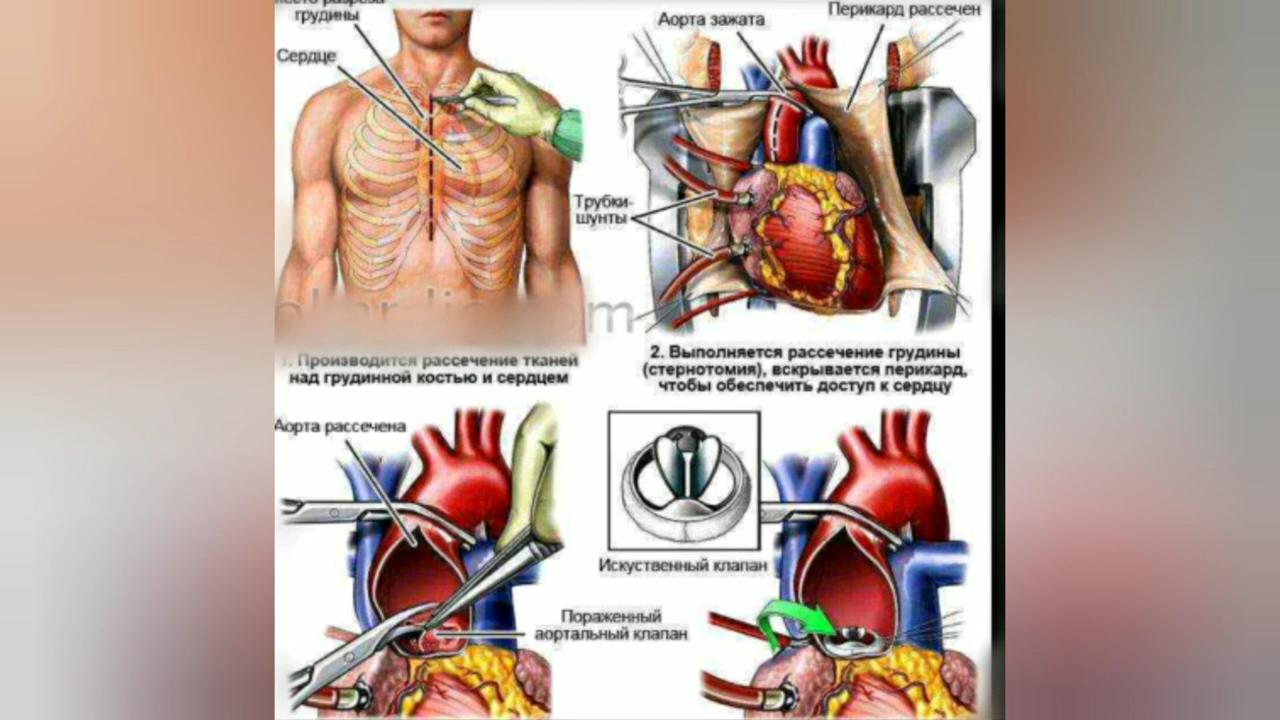 грудины
Сердце
1. Производится рассечение тканей
над грудинной костью и сердцем
Аорта зажата
Перикард рассечен
Трубки-
шунты
2. Выполняется рассечение грудины
(стернотомия), вскрывается перикард,
чтобы обеспечить доступ к сердцу
Аорта рассечена
Пораженный
аортальный клапан
Искуственный клапан